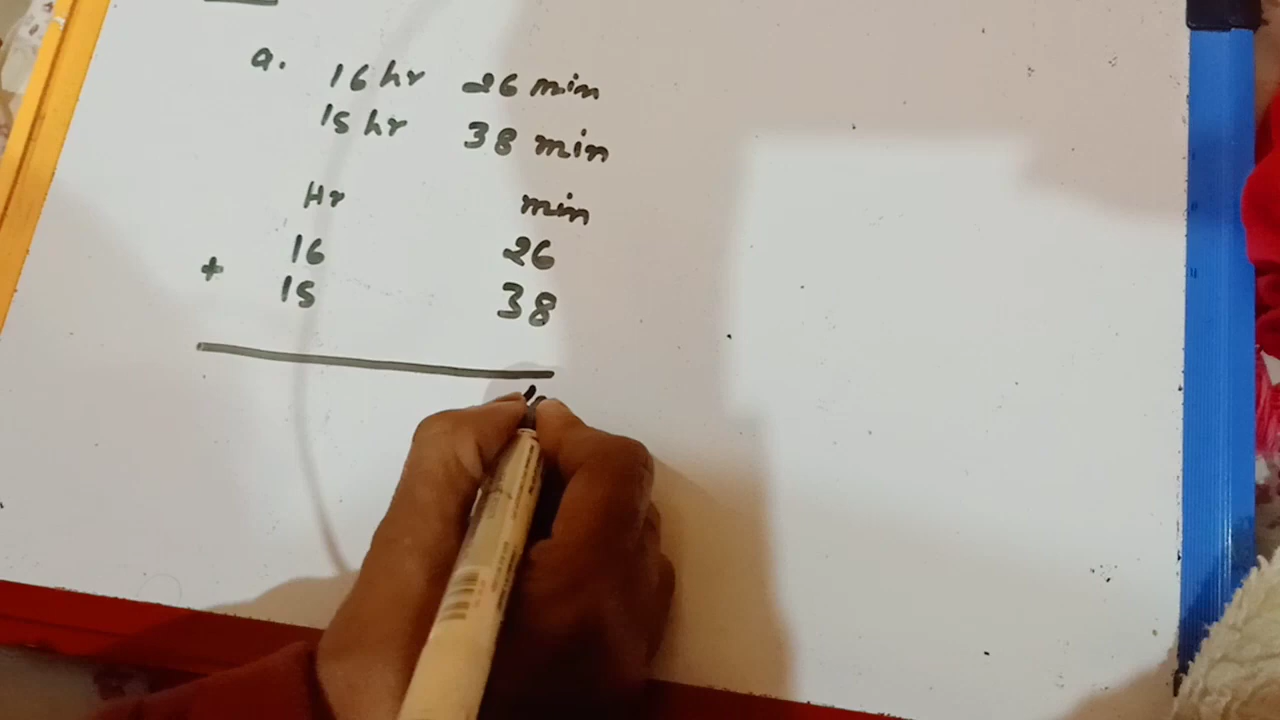 a. 16 hr 26 min
15 hr 38 min
Hr min
16 26
+ 15 38